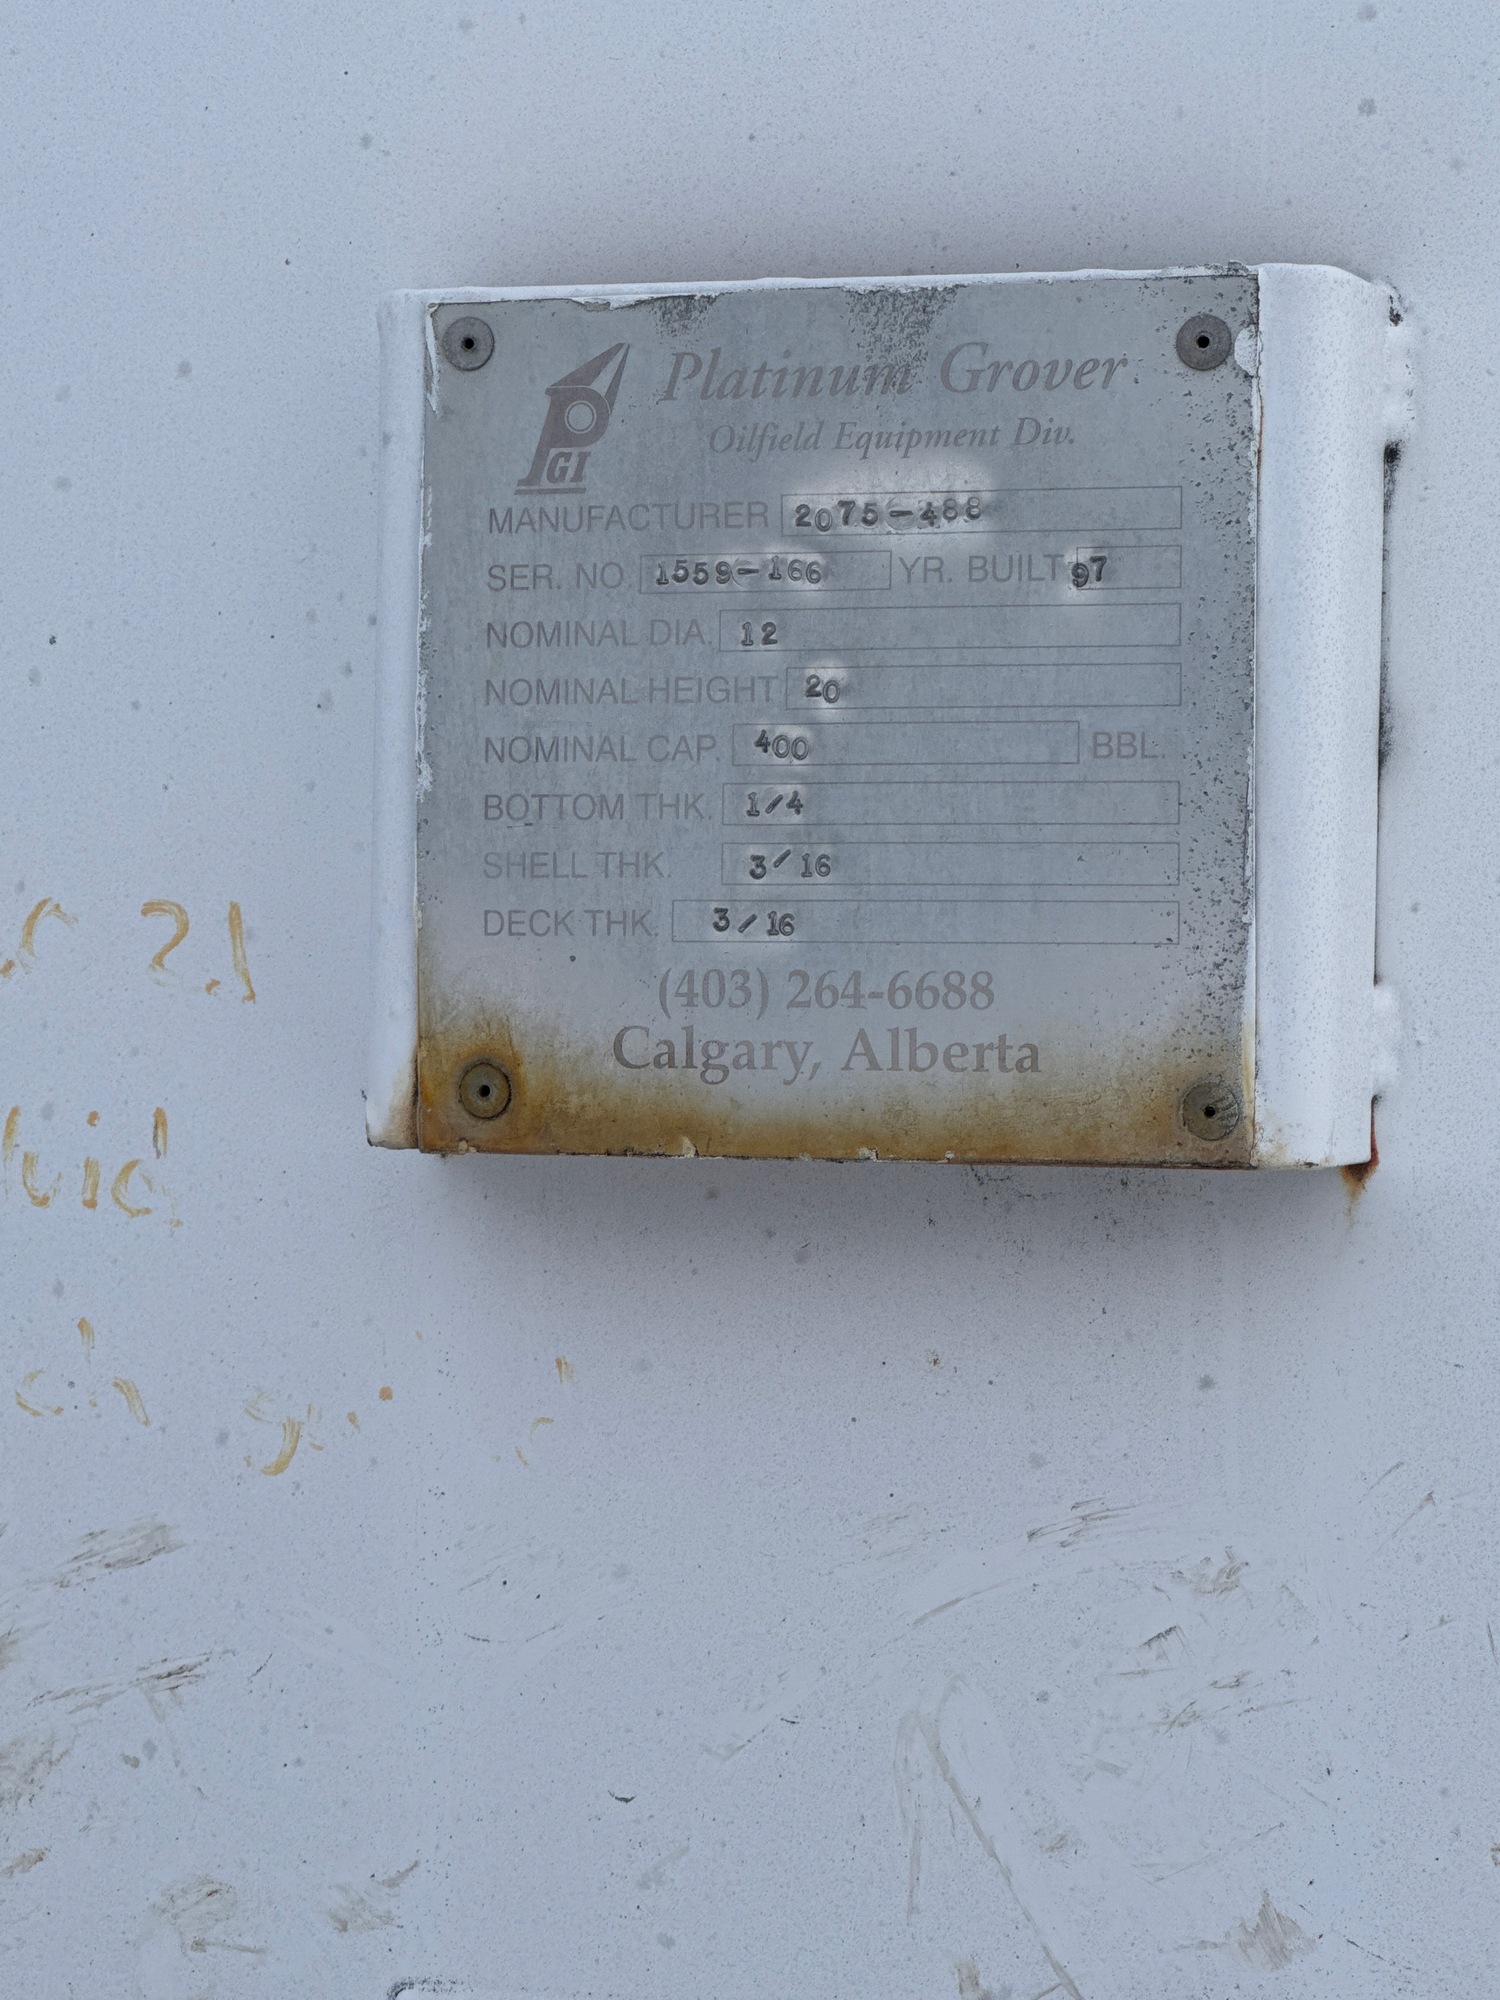 Platinum Grover
Oilfield Equipment Div.
PGI
MANUFACTURER 2075-488
SER. NO. 1559-166 YR. BUILT 97
NOMINAL DIA. 12
NOMINAL HEIGHT 20
NOMINAL CAP. 400 BBL.
BOTTOM THK. 1/4
SHELL THK. 3/16
DECK THK. 3/16
(403) 264-6688
Calgary, Alberta